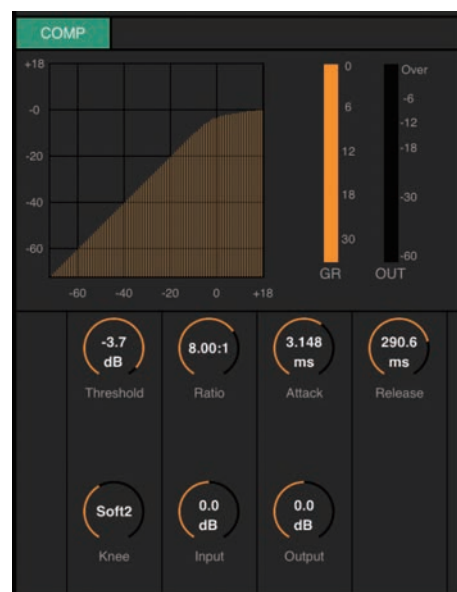 COMP
+18
-0
-20
-40
-60
-60 -40 -20 0 +18
0
6
12
18
30
GR
Over
-6
-12
-18
-30
-60
OUT
-3.7 dB
Threshold
8.00:1
Ratio
3.148 ms
Attack
290.6 ms
Release
Soft2
Knee
0.0 dB
Input
0.0 dB
Output